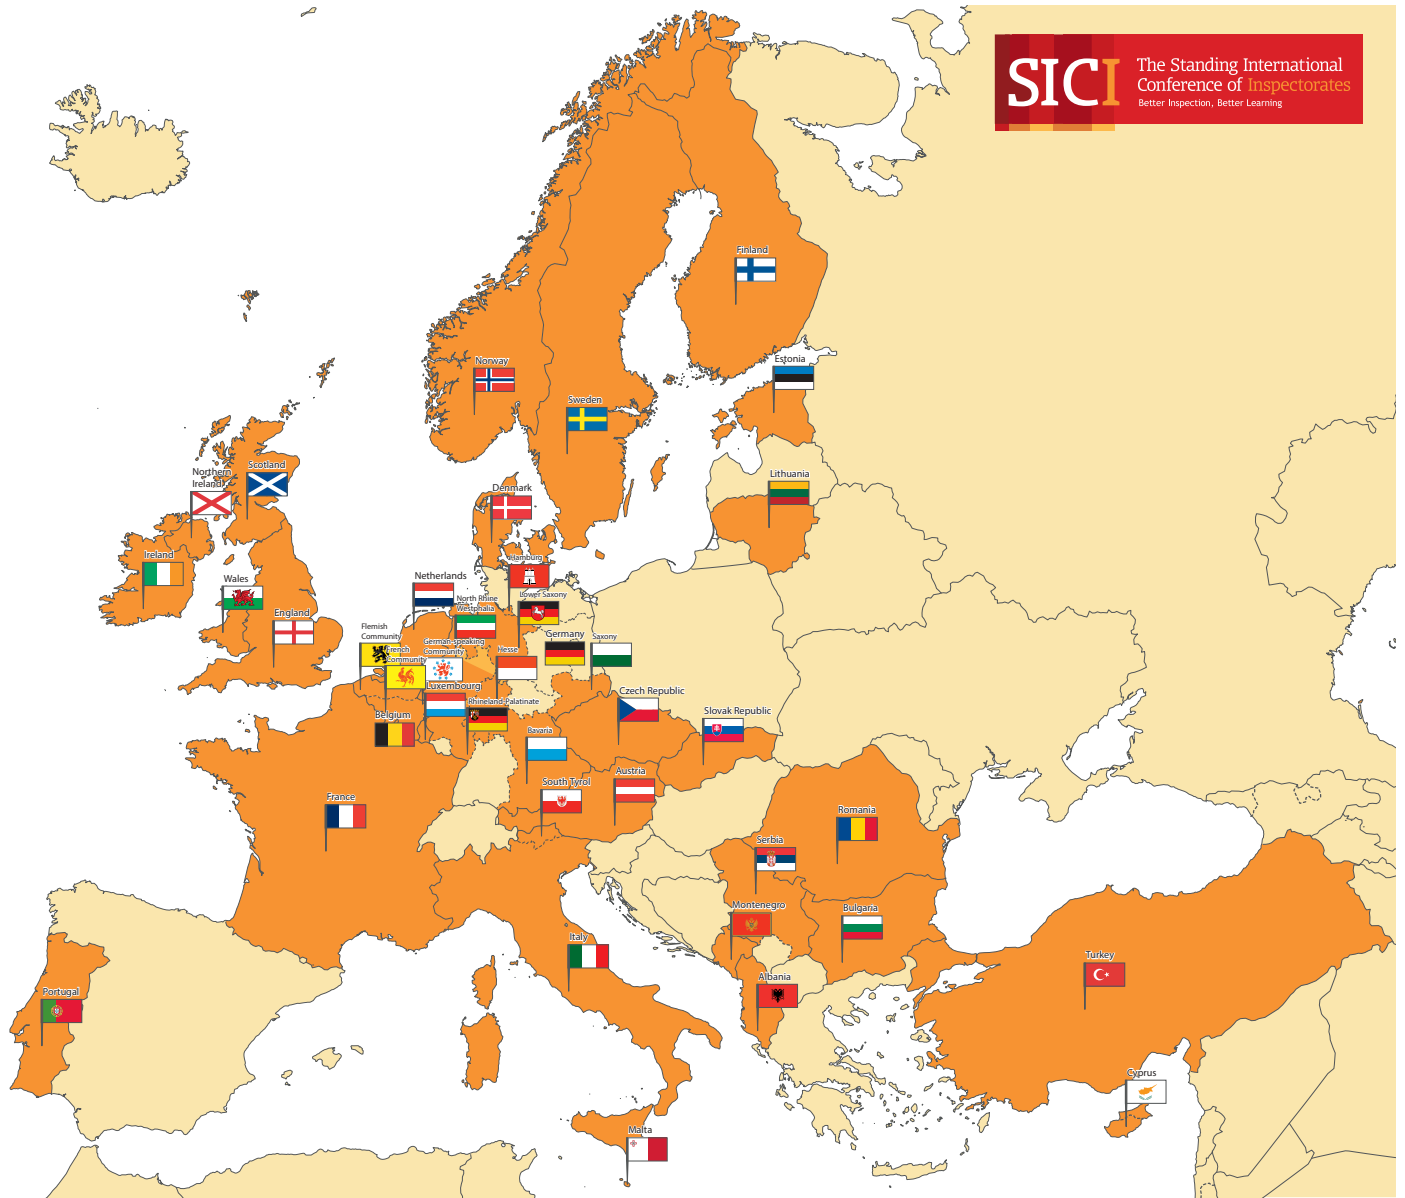 SICI
The Standing International
Conference of Inspectorates
Better Inspection, Better Learning
Finland
Norway
Estonia
Sweden
Scotland
Northern
Ireland
Lithuania
Denmark
Ireland
Hamburg
Wales
Netherlands
Lower Saxony
North Rhine
Westphalia
England
Flemish
Community
German-speaking
Community
French
Community
Germany
Saxony
Hesse
Luxembourg
Rhineland-Palatinate
Czech Republic
Belgium
Slovak Republic
Bavaria
Austria
South Tyrol
France
Romania
Serbia
Montenegro
Bulgaria
Italy
Albania
Turkey
Portugal
Cyprus
Malta